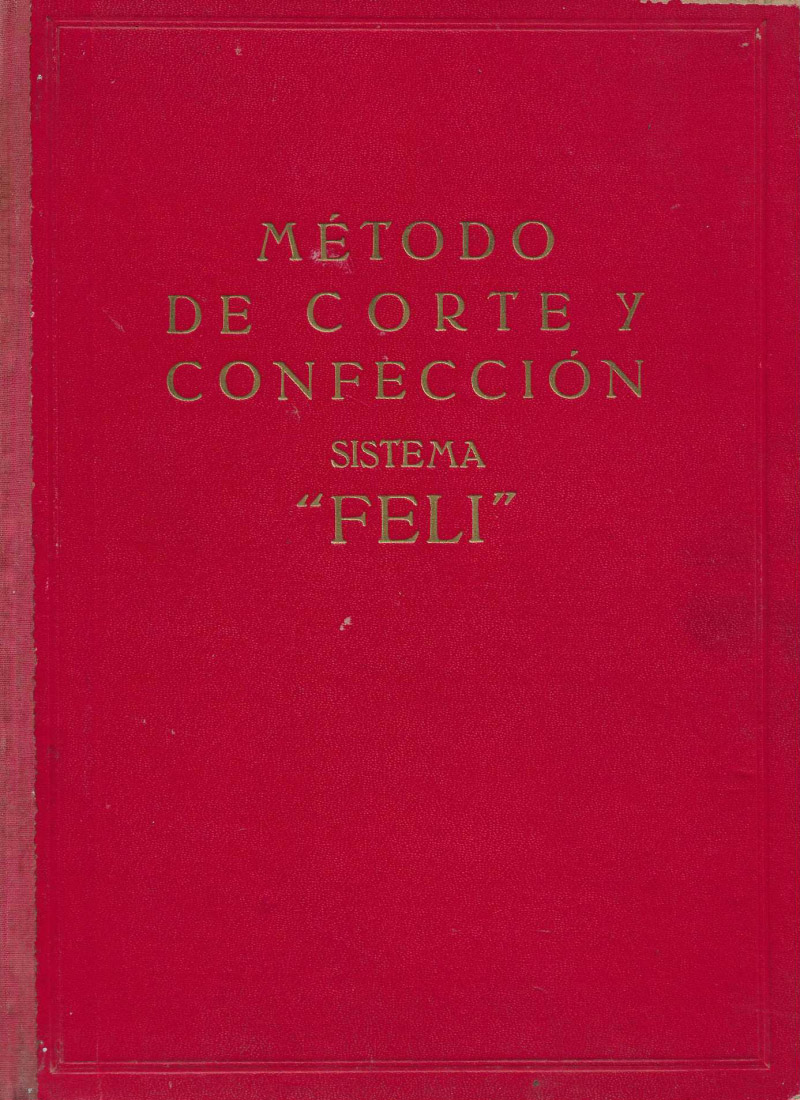 MÉTODO
DE CORTE Y
CONFECCIÓN
SISTEMA
“FELI”